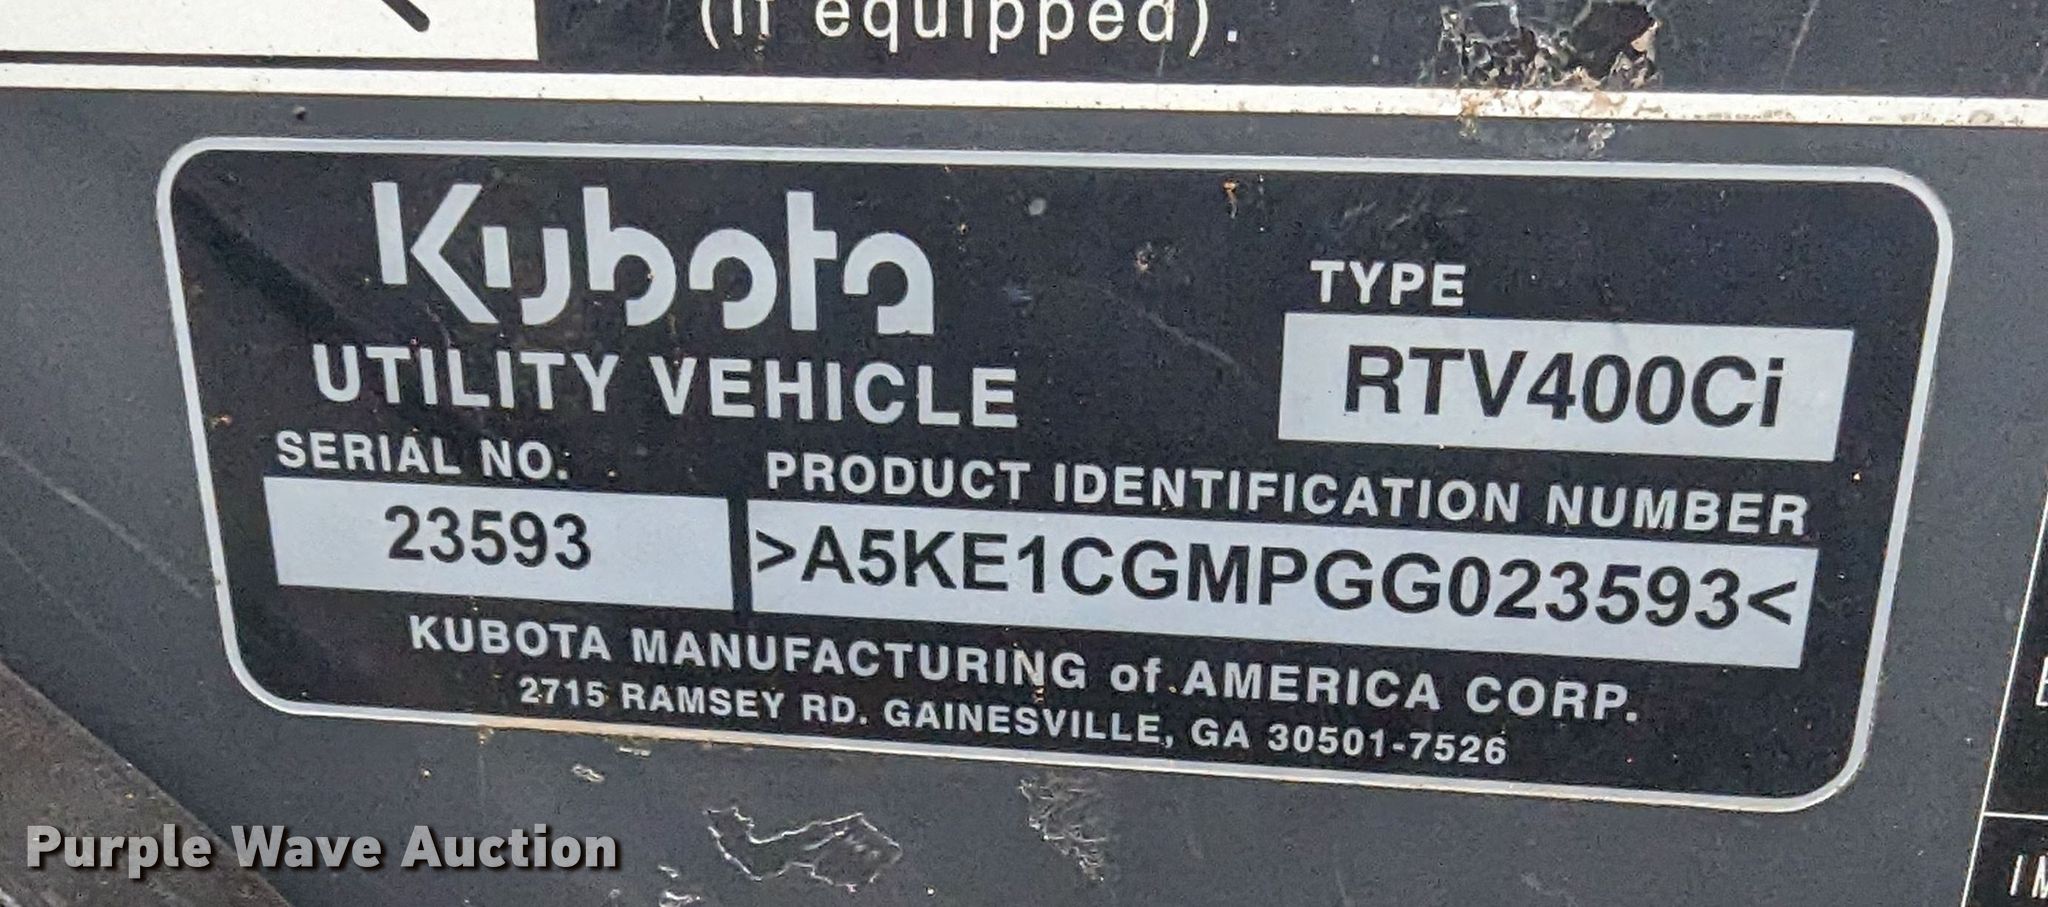 (if equipped).
Kubota
UTILITY VEHICLE
TYPE
RTV400Ci
SERIAL NO.
23593
PRODUCT IDENTIFICATION NUMBER
>A5KE1CGMPGG023593<
KUBOTA MANUFACTURING of AMERICA CORP.
2715 RAMSEY RD. GAINESVILLE, GA 30501-7526
Purple Wave Auction